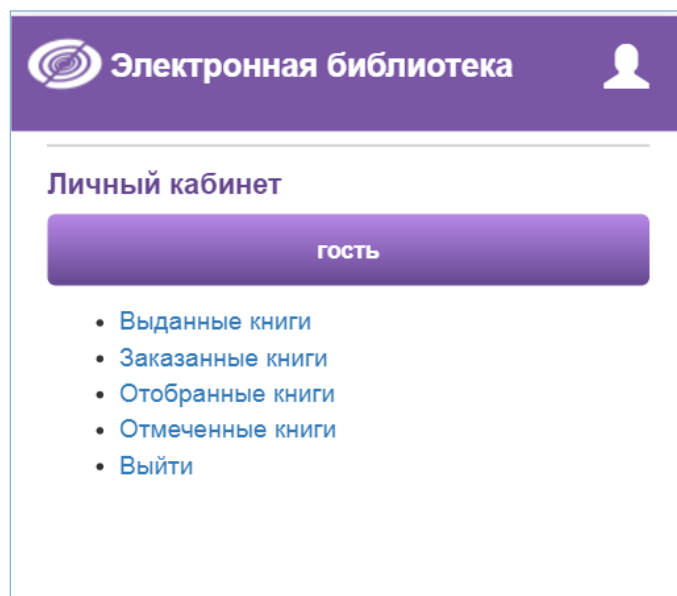 Электронная библиотека
Личный кабинет
гость
Выданные книги
Заказанные книги
Отобранные книги
Отмеченные книги
Выйти